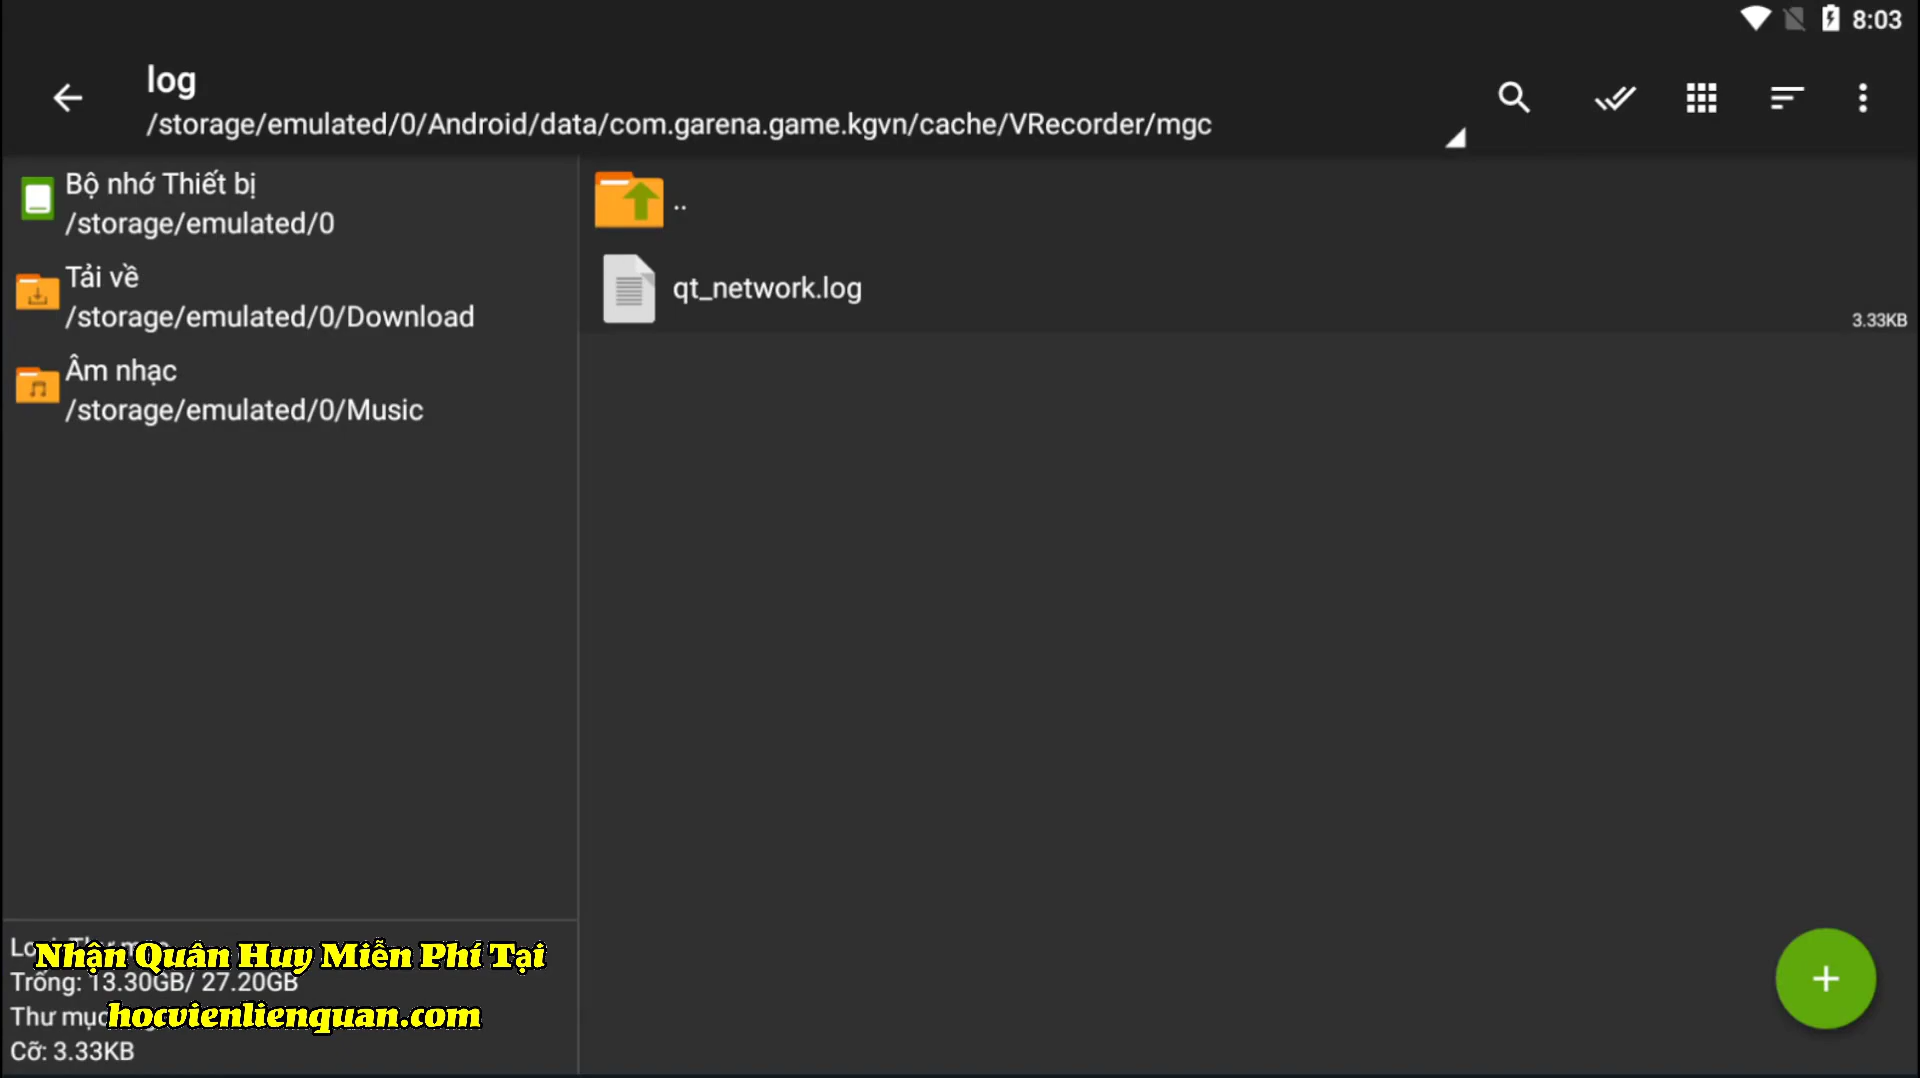 8:03
log
/storage/emulated/0/Android/data/com.garena.game.kgvn/cache/VRecorder/mgc
Bộ nhớ Thiết bị
/storage/emulated/0
Tải về
/storage/emulated/0/Download
Âm nhạc
/storage/emulated/0/Music
..
qt_network.log
3.33KB
Nhận Quân Huy Miễn Phí Tại
Trống: 13.30GB/ 27.20GB
Thư mục
hocvienlienquan.com
Cỡ: 3.33KB